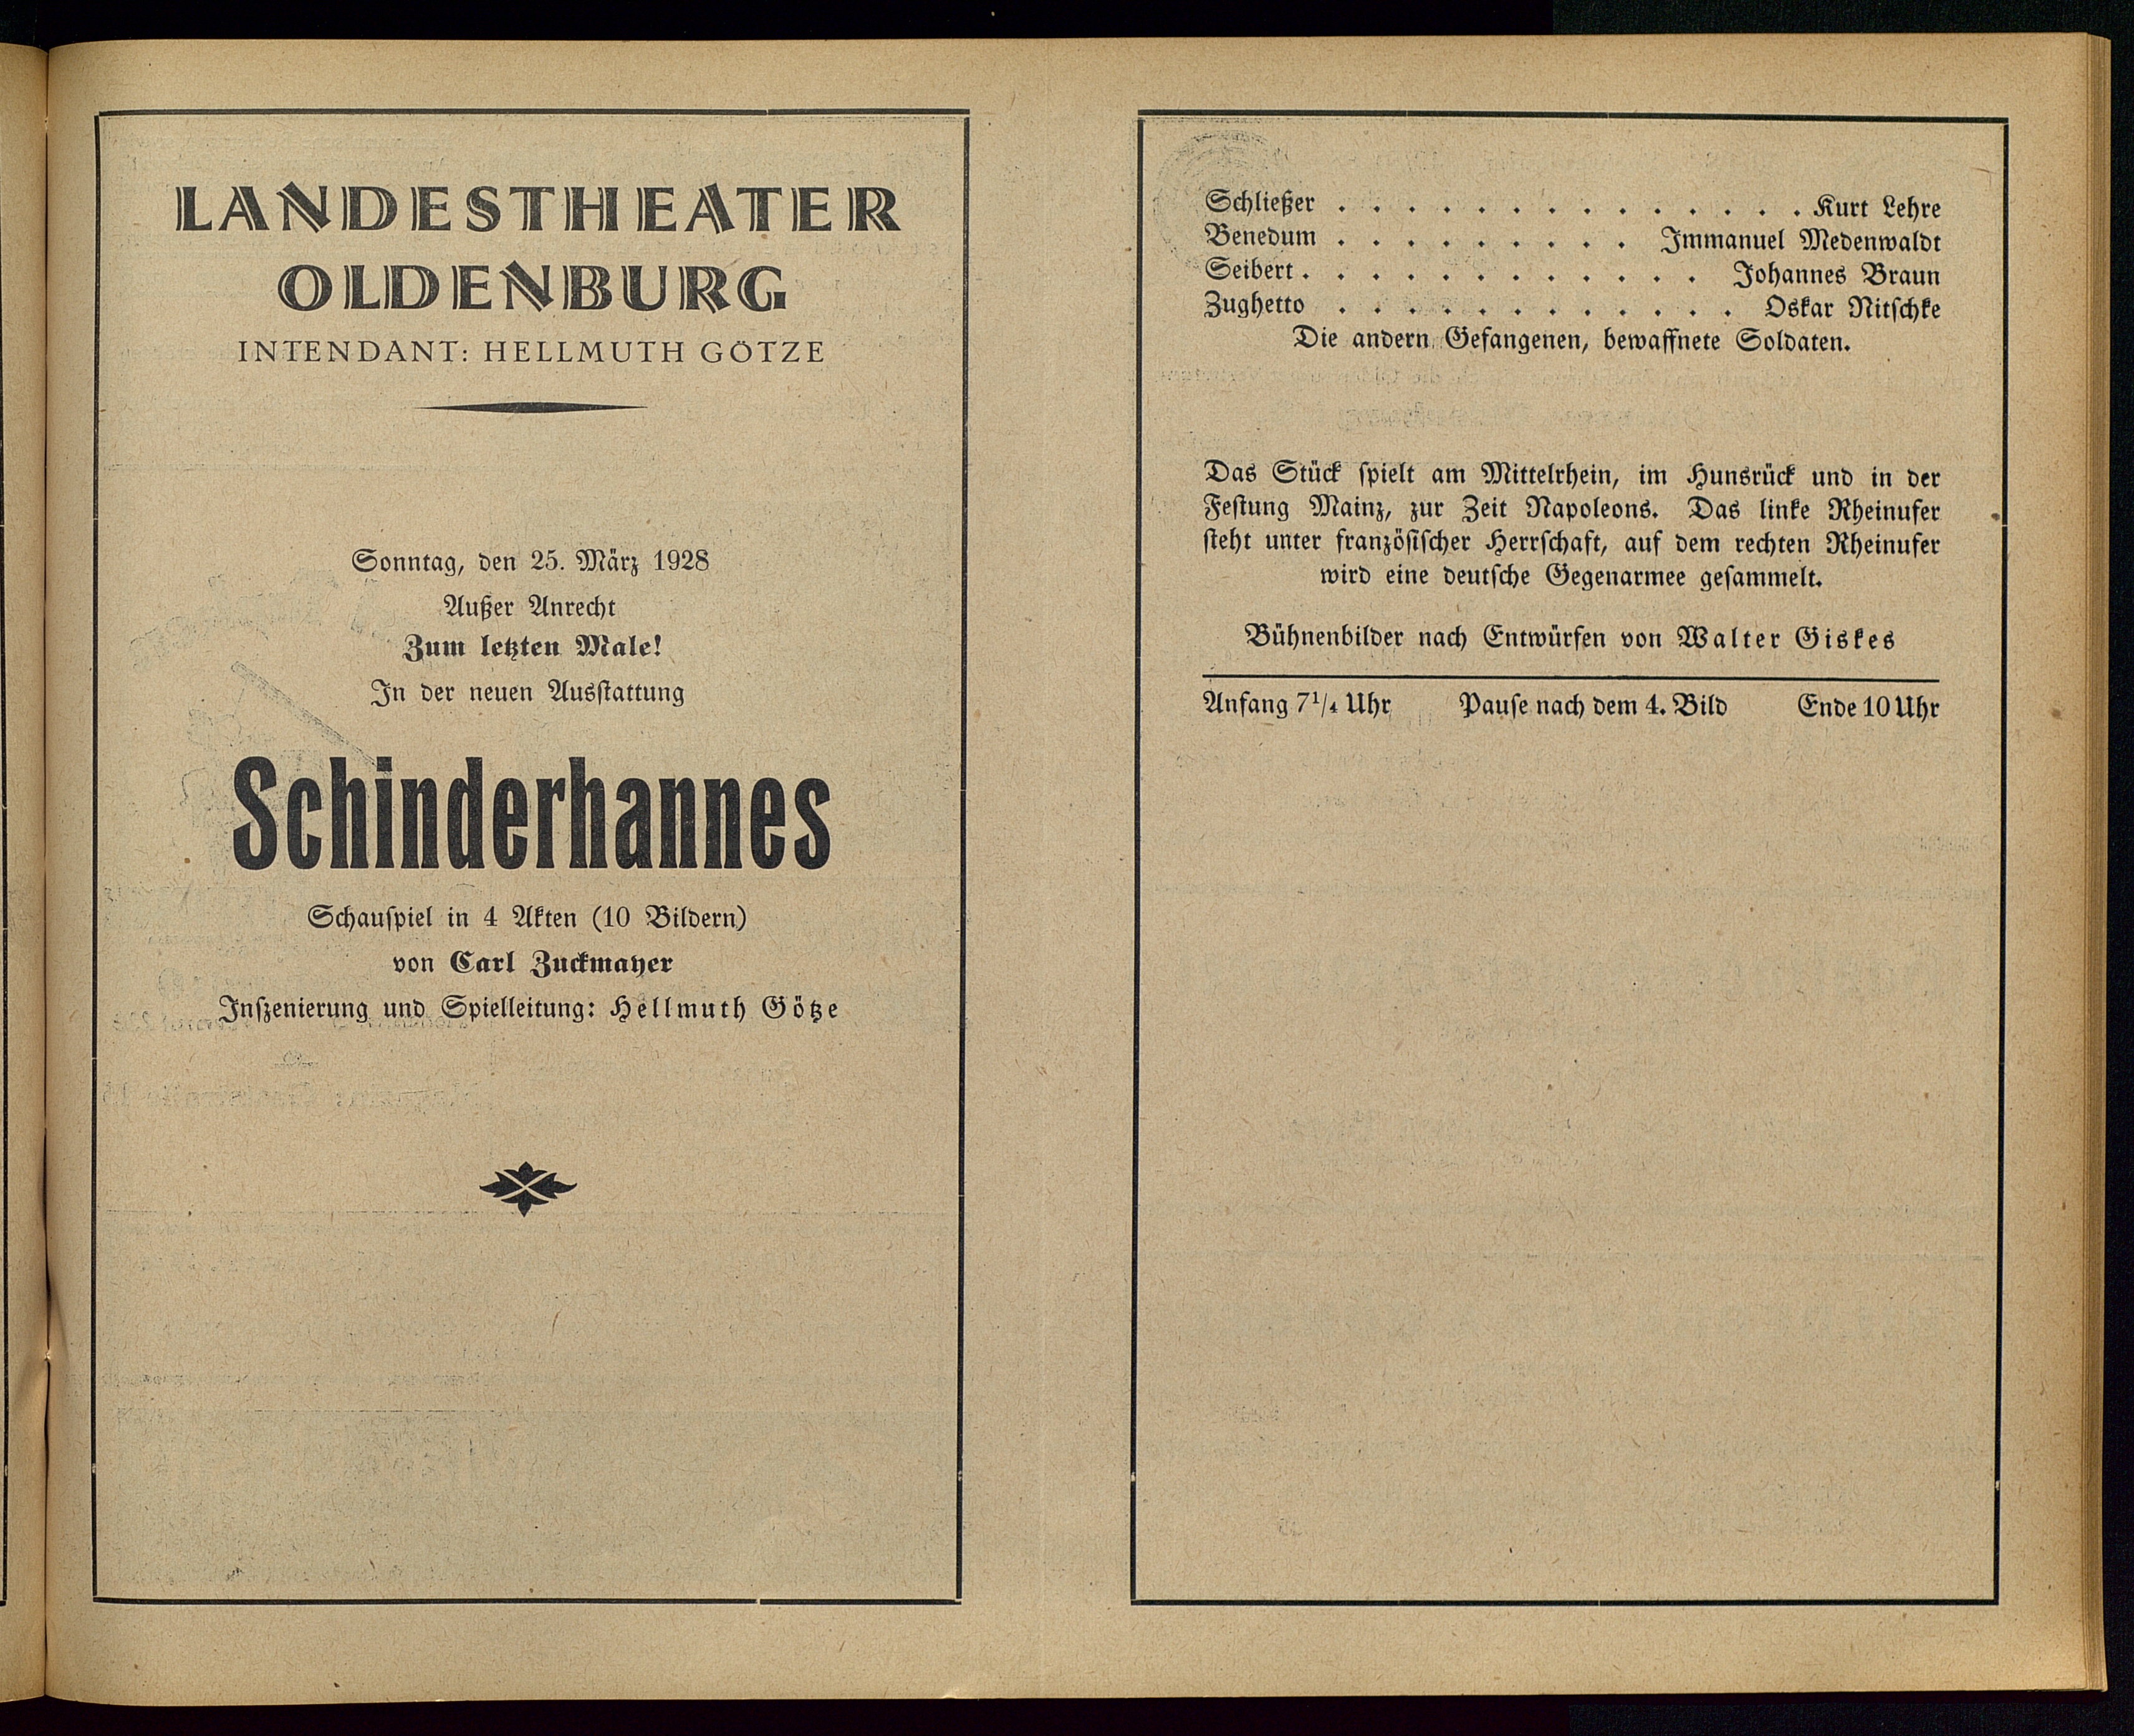 LANDESTHEATER
OLDENBURG
INTENDANT: HELLMUTH GÖTZE
Sonntag, den 25. März 1928
Außer Anrecht
Zum letzten Male!
In der neuen Ausstattung
Schinderhannes
Schauspiel in 4 Akten (10 Bildern)
von Carl Zuckmayer
Inszenierung und Spielleitung: Hellmuth Götze
Schließer . . . . . . . . . . . . . . Kurt Lehre
Benedum . . . . . . . . . Immanuel Medenwaldt
Seibert . . . . . . . . . . . . Johannes Braun
Zughetto . . . . . . . . . . . . Oskar Nitschke
Die andern Gefangenen, bewaffnete Soldaten.
Das Stück spielt am Mittelrhein, im Hunsrück und in der
Festung Mainz, zur Zeit Napoleons. Das linke Rheinufer
steht unter französischer Herrschaft, auf dem rechten Rheinufer
wird eine deutsche Gegenarmee gesammelt.
Bühnenbilder nach Entwürfen von Walter Giskes
Anfang 7¹/₄ Uhr Pause nach dem 4. Bild Ende 10 Uhr